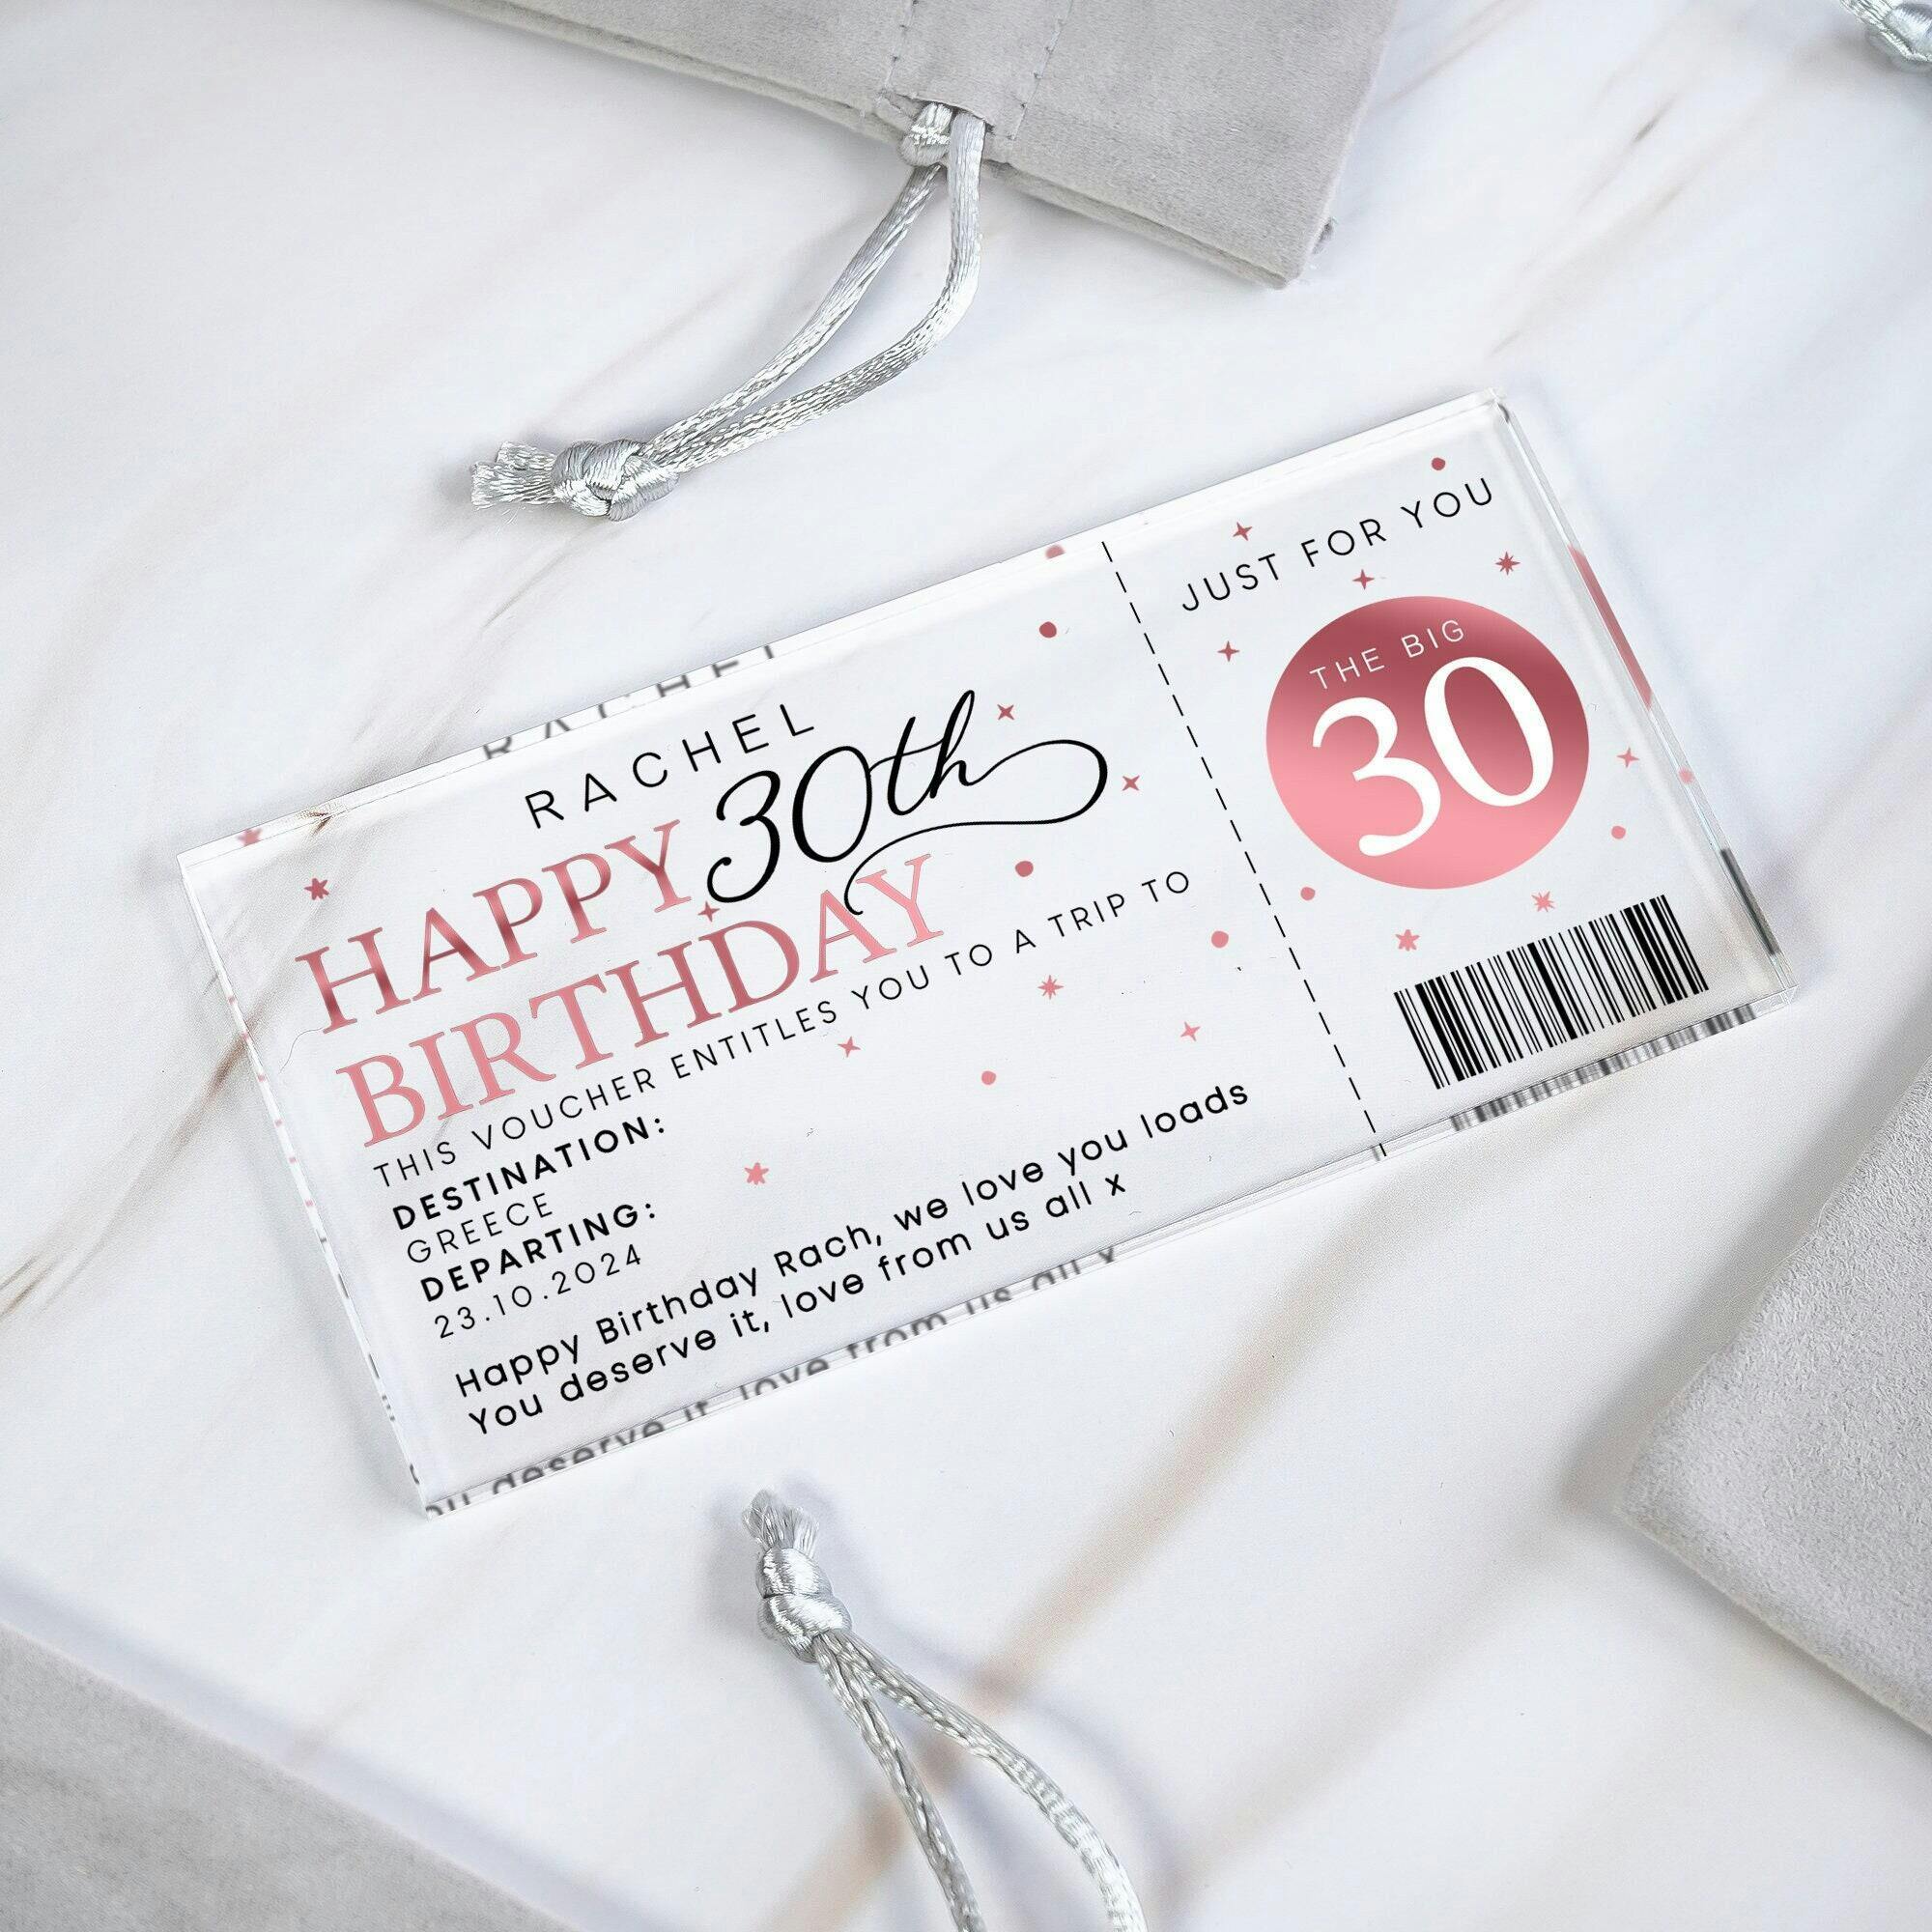 RACHEL
HAPPY 30th
BIRTHDAY
THIS VOUCHER ENTITLES YOU TO A TRIP TO
DESTINATION:
GREECE
DEPARTING:
23.10.2024
Happy Birthday Rach, we love you loads
You deserve it, love from us all x
JUST FOR YOU
THE BIG
30